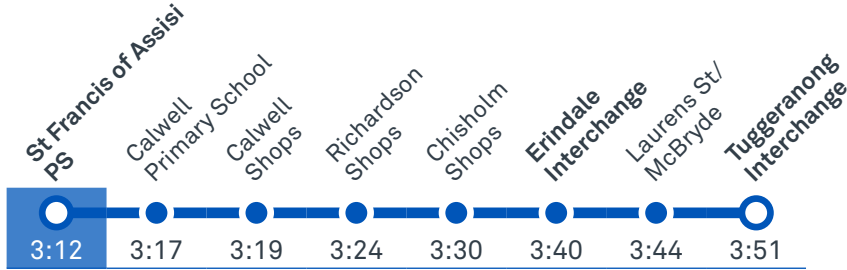 St Francis of Assisi
PS
Calwell
Primary School
Calwell
Shops
Richardson
Shops
Chisholm
Shops
Erindale
Interchange
Laurens St/
McBryde
Tuggeranong
Interchange
3:12 3:17 3:19 3:24 3:30 3:40 3:44 3:51